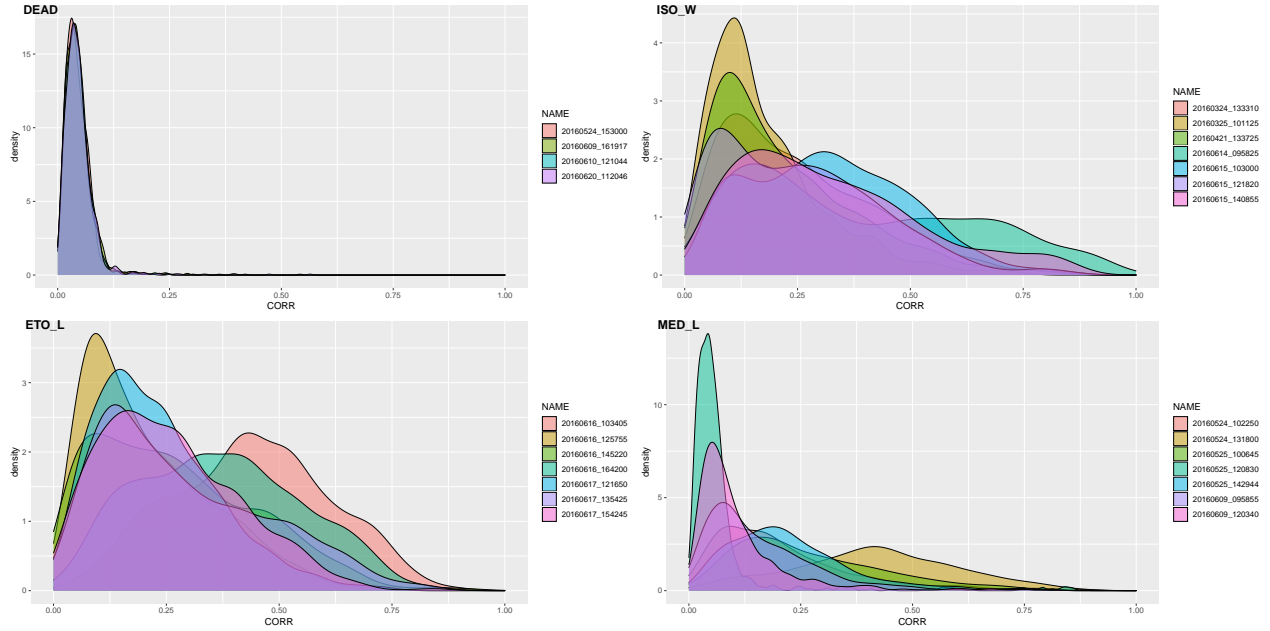 DEAD
density
15
10
5
0
0.00 0.25 0.50 0.75 1.00
CORR
NAME
20160524_153000
20160609_161917
20160610_121044
20160620_112046
ISO_W
density
4
3
2
1
0
0.00 0.25 0.50 0.75 1.00
CORR
NAME
20160324_133310
20160325_101125
20160421_133725
20160614_095825
20160615_103000
20160615_121820
20160615_140855
ETO_L
density
3
2
1
0
0.00 0.25 0.50 0.75 1.00
CORR
NAME
20160616_103405
20160616_125755
20160616_145220
20160616_164200
20160617_121650
20160617_135425
20160617_154245
MED_L
density
10
5
0
0.00 0.25 0.50 0.75 1.00
CORR
NAME
20160524_102250
20160524_131800
20160525_100645
20160525_120830
20160525_142944
20160609_095855
20160609_120340